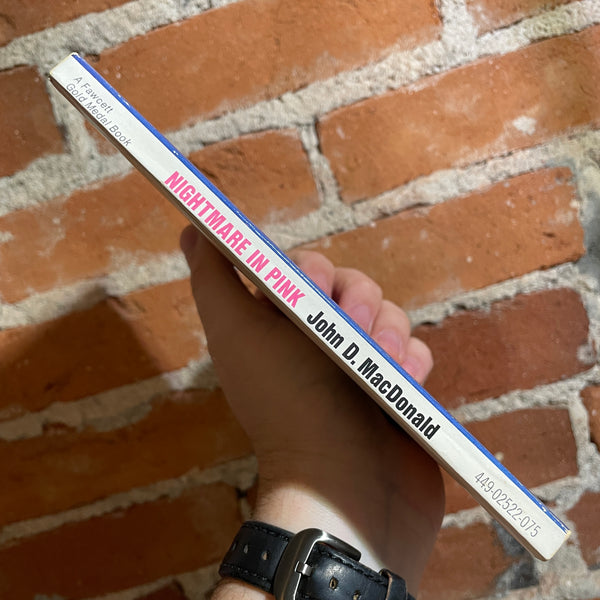 A Fawcett
Gold Medal Book
NIGHTMARE IN PINK John D. MacDonald
449-02522-075